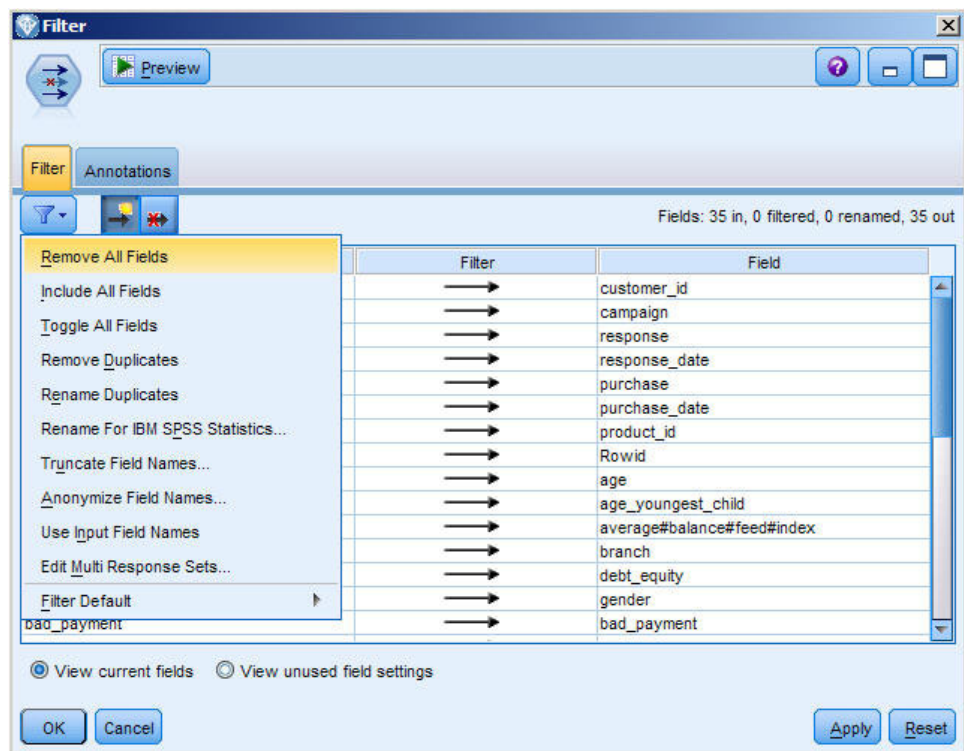 Filter
Preview
Filter
Annotations
Fields: 35 in, 0 filtered, 0 renamed, 35 out
Remove All Fields
Include All Fields
Toggle All Fields
Remove Duplicates
Rename Duplicates
Rename For IBM SPSS Statistics...
Truncate Field Names...
Anonymize Field Names...
Use Input Field Names
Edit Multi Response Sets...
Filter Default
Filter
Field
customer_id
campaign
response
response_date
purchase
purchase_date
product_id
Rowid
age
age_youngest_child
average#balance#feed#index
branch
debt_equity
gender
bad_payment
bad_payment
View current fields
View unused field settings
OK
Cancel
Apply
Reset